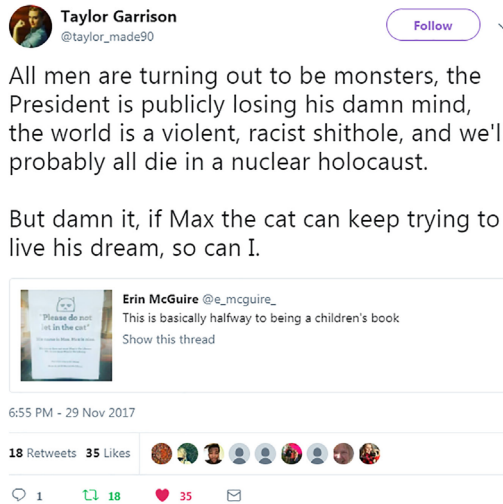 Taylor Garrison
@taylor_made90
Follow
All men are turning out to be monsters, the
President is publicly losing his damn mind,
the world is a violent, racist shithole, and we'l
probably all die in a nuclear holocaust.
But damn it, if Max the cat can keep trying to
live his dream, so can I.
Erin McGuire @e_mcguire_
This is basically halfway to being a children's book
Show this thread
"Please do not
let in the cat"
6:55 PM - 29 Nov 2017
18 Retweets 35 Likes
1 18 35